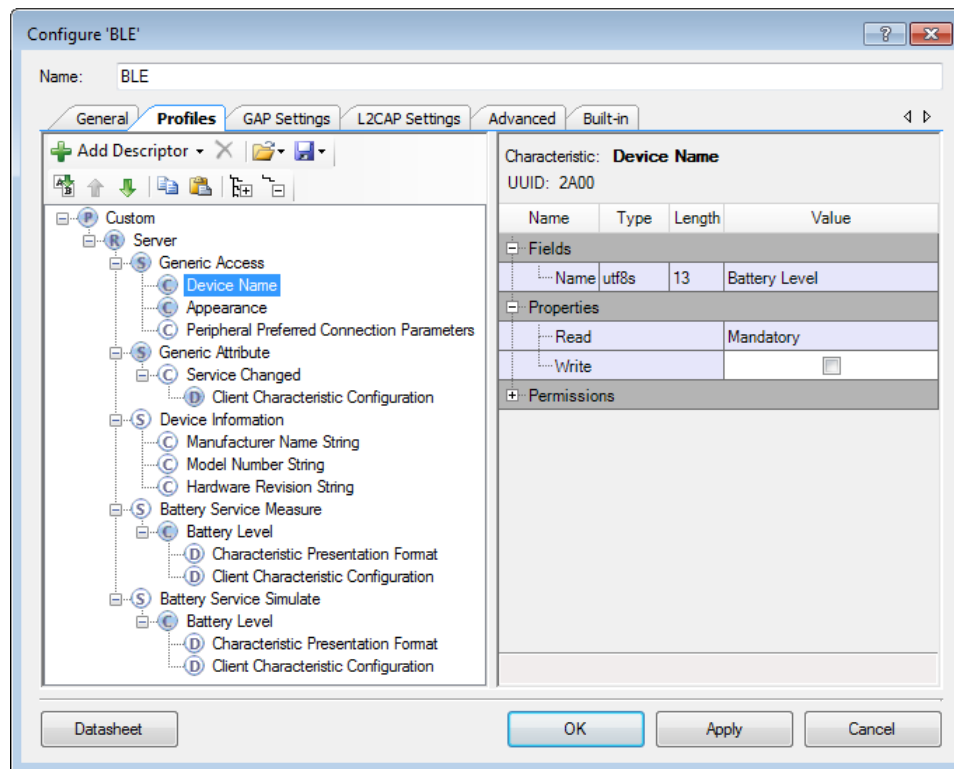 Configure 'BLE'
Name: BLE
General Profiles GAP Settings L2CAP Settings Advanced Built-in
Add Descriptor
Custom
Server
Generic Access
Device Name
Appearance
Peripheral Preferred Connection Parameters
Generic Attribute
Service Changed
Client Characteristic Configuration
Device Information
Manufacturer Name String
Model Number String
Hardware Revision String
Battery Service Measure
Battery Level
Characteristic Presentation Format
Client Characteristic Configuration
Battery Service Simulate
Battery Level
Characteristic Presentation Format
Client Characteristic Configuration
Characteristic: Device Name
UUID: 2A00
Name Type Length Value
Fields
Name utf8s 13 Battery Level
Properties
Read Mandatory
Write
Permissions
Datasheet OK Apply Cancel